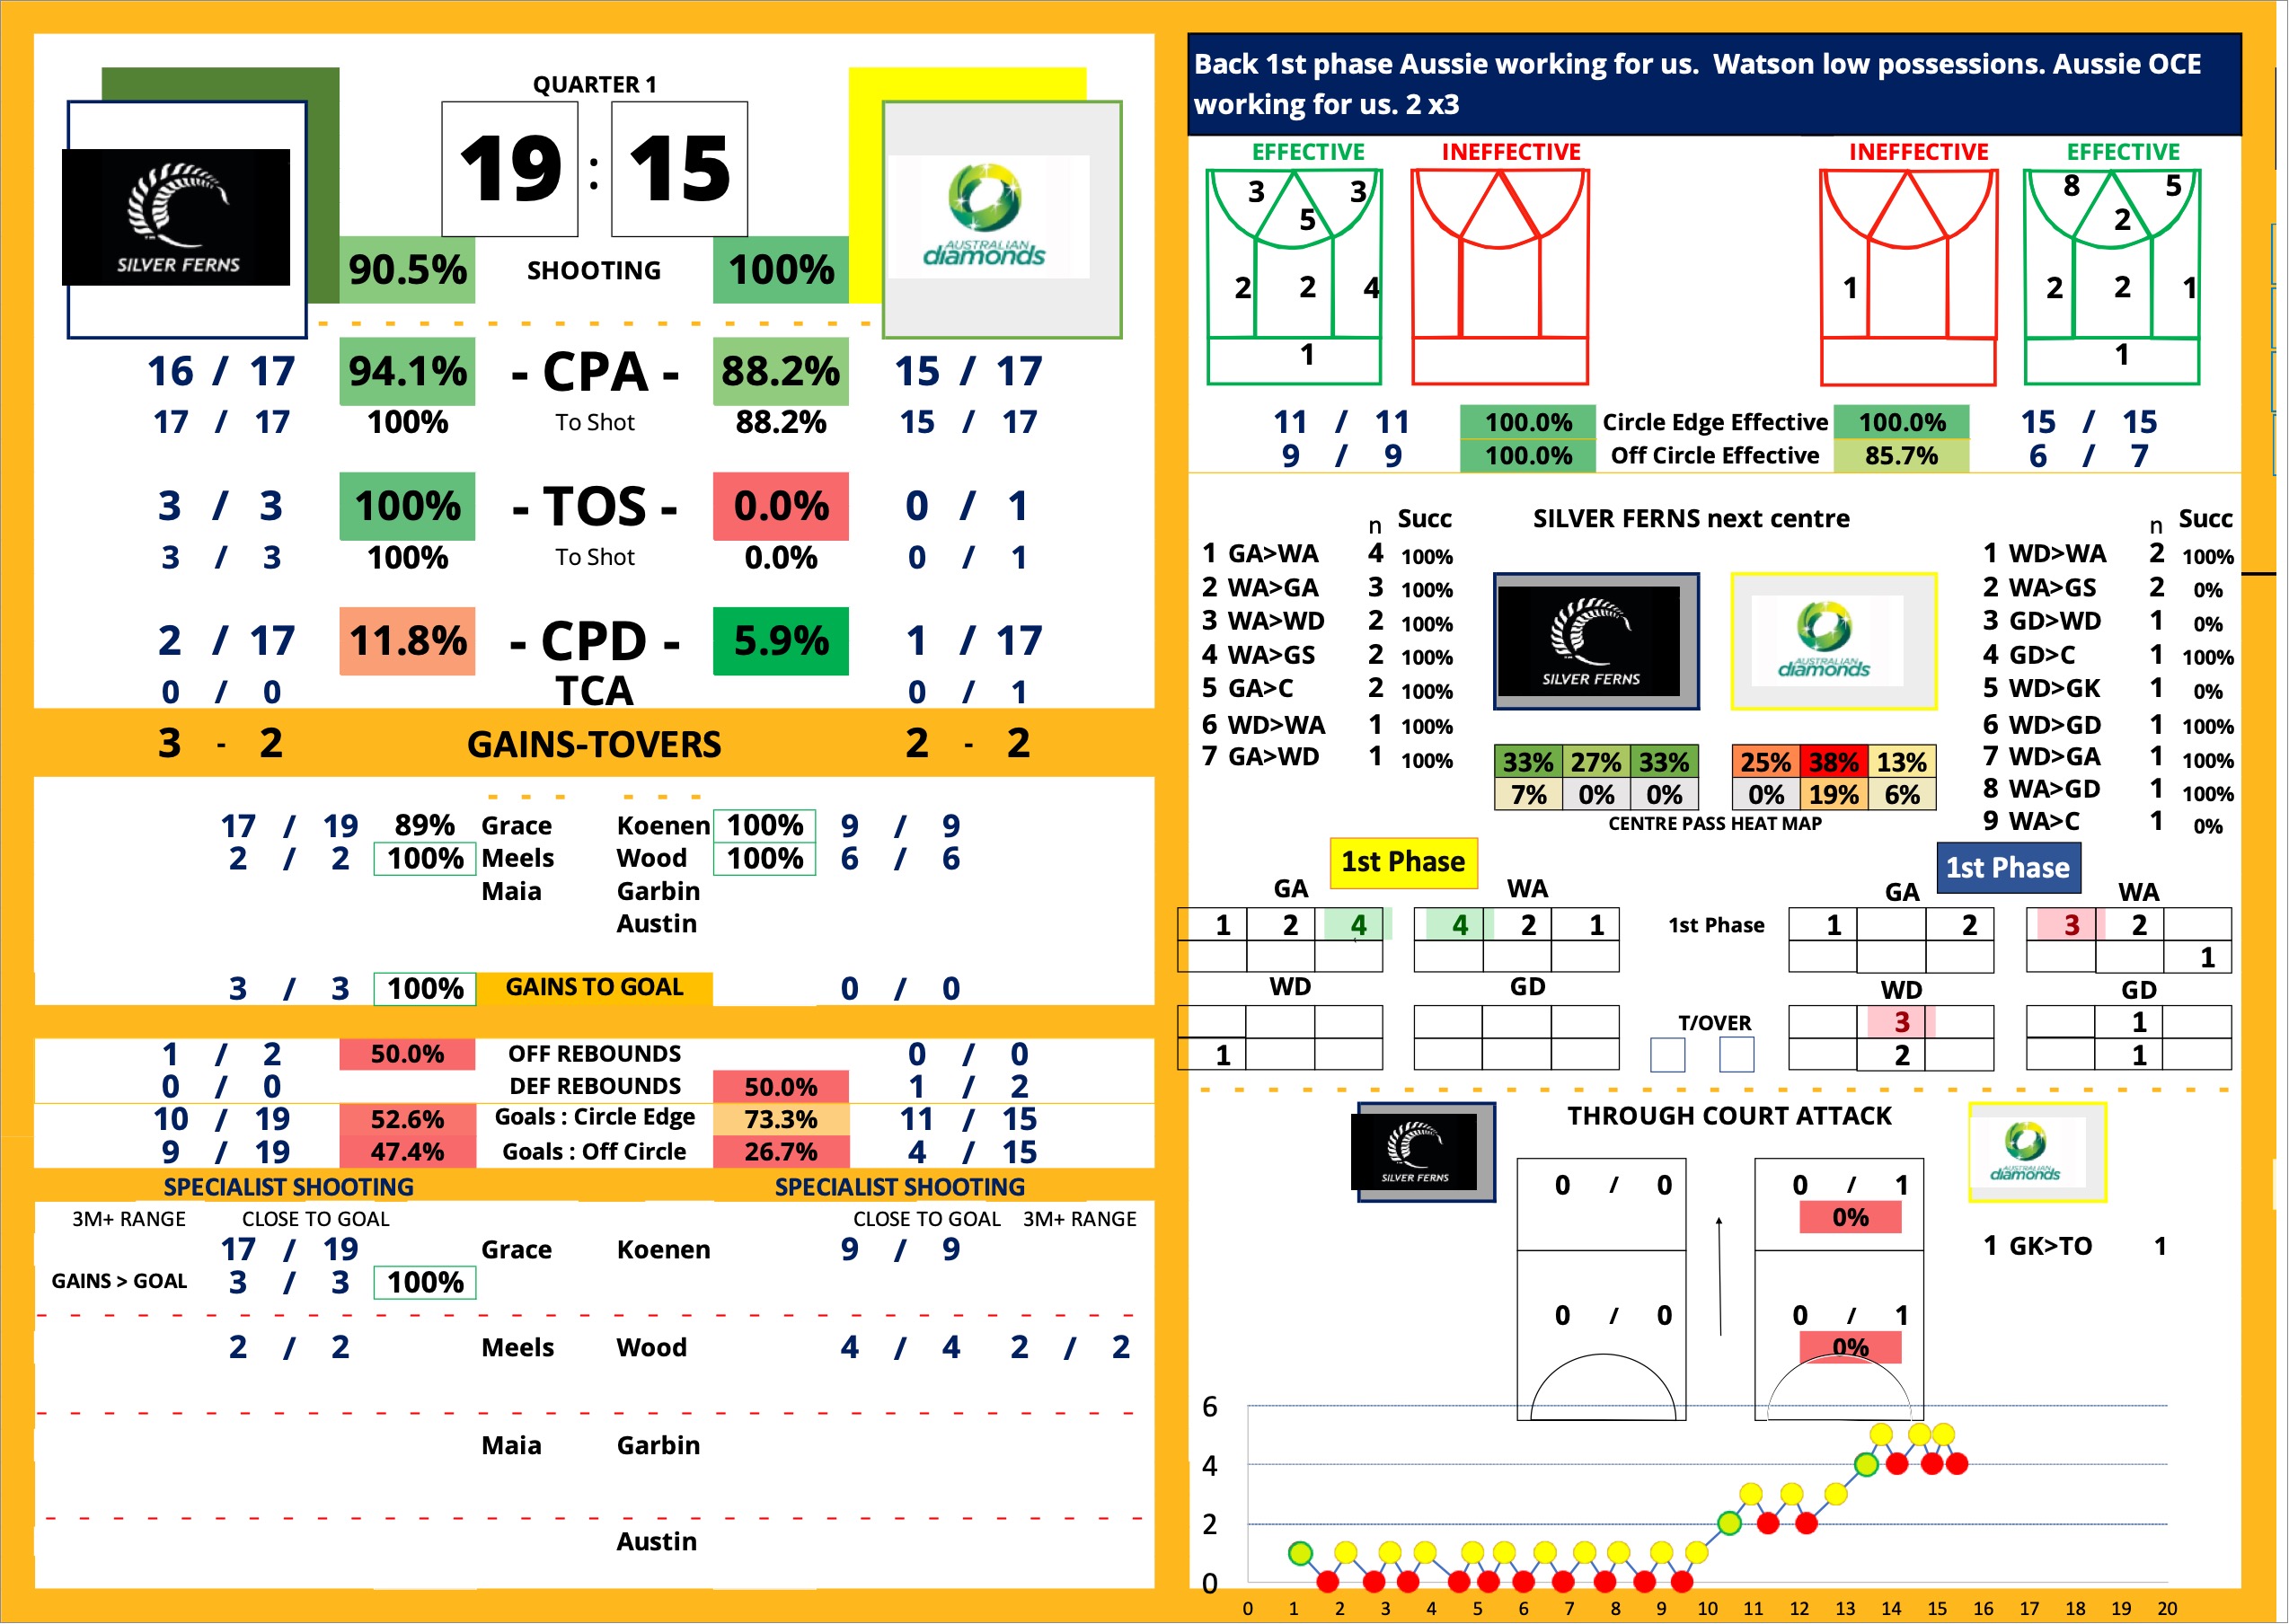 QUARTER 1
19 : 15
SILVER FERNS
AUSTRALIAN
diamonds
90.5% SHOOTING 100%
16 / 17 94.1% - CPA - 88.2% 15 / 17
17 / 17 100% To Shot 88.2% 15 / 17
3 / 3 100% - TOS - 0.0% 0 / 1
3 / 3 100% To Shot 0.0% 0 / 1
2 / 17 11.8% - CPD - 5.9% 1 / 17
0 / 0 TCA 0 / 1
3 - 2 GAINS-TOVERS 2 - 2
17 / 19 89% Grace Koenen 100% 9 / 9
2 / 2 100% Meels Wood 100% 6 / 6
Maia Garbin
Austin
3 / 3 100% GAINS TO GOAL 0 / 0
1 / 2 50.0% OFF REBOUNDS 0 / 0
0 / 0 DEF REBOUNDS 50.0% 1 / 2
10 / 19 52.6% Goals : Circle Edge 73.3% 11 / 15
9 / 19 47.4% Goals : Off Circle 26.7% 4 / 15
SPECIALIST SHOOTING SPECIALIST SHOOTING
3M+ RANGE CLOSE TO GOAL CLOSE TO GOAL 3M+ RANGE
17 / 19 Grace Koenen 9 / 9
GAINS > GOAL 3 / 3 100%
2 / 2 Meels Wood 4 / 4 2 / 2
Maia Garbin
Austin
Back 1st phase Aussie working for us. Watson low possessions. Aussie OCE
working for us. 2 x3
EFFECTIVE INEFFECTIVE INEFFECTIVE EFFECTIVE
3 3 8 5
5 2
2 2 4 1 2 2 1
1 1
11 / 11 100.0% Circle Edge Effective 100.0% 15 / 15
9 / 9 100.0% Off Circle Effective 85.7% 6 / 7
n Succ SILVER FERNS next centre n Succ
1 GA>WA 4 100% 1 WD>WA 2 100%
2 WA>GA 3 100% 2 WA>GS 2 0%
3 WA>WD 2 100% 3 GD>WD 1 0%
4 WA>GS 2 100% 4 GD>C 1 100%
5 GA>C 2 100% 5 WD>GK 1 0%
6 WD>WA 1 100% 6 WD>GD 1 100%
7 GA>WD 1 100% 7 WD>GA 1 100%
8 WA>GD 1 100%
9 WA>C 1 0%
SILVER FERNS
AUSTRALIAN
diamonds
33% 27% 33% 25% 38% 13%
7% 0% 0% 0% 19% 6%
CENTRE PASS HEAT MAP
1st Phase 1st Phase
GA WA GA WA
1 2 4 4 2 1 1st Phase 1 2 3 2
1
WD GD WD GD
T/OVER 3 1
1 2 1
THROUGH COURT ATTACK
SILVER FERNS
AUSTRALIAN
diamonds
0 / 0 0 / 1
0%
1 GK>TO 1
0 / 0 0 / 1
0%
6
4
2
0
0 1 2 3 4 5 6 7 8 9 10 11 12 13 14 15 16 17 18 19 20